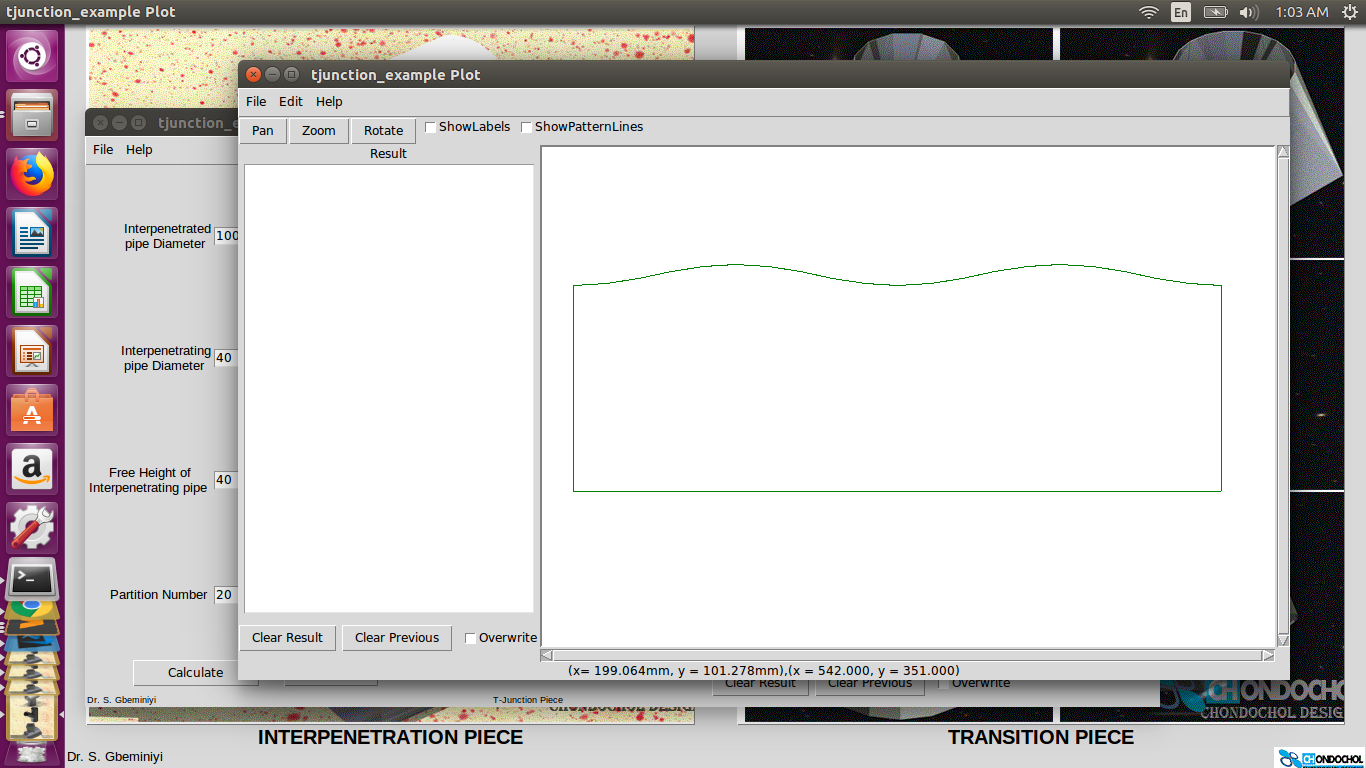 tjunction_example Plot
En
1:03 AM
tjunction_example Plot
File Edit Help
Pan Zoom Rotate ShowLabels ShowPatternLines
Result
File Help
Interpenetrated
pipe Diameter 100
Interpenetrating
pipe Diameter 40
Free Height of
Interpenetrating pipe 40
Partition Number 20
Calculate
Clear Result Clear Previous Overwrite
(x= 199.064mm, y = 101.278mm),(x = 542.000, y = 351.000)
Clear Result Clear Previous Overwrite
Dr. S. Gbeminiyi
T-Junction Piece
CHONDOCHOL
CHONDOCHOL DESIG
INTERPENETRATION PIECE
TRANSITION PIECE
Dr. S. Gbeminiyi
CHONDOCHOL